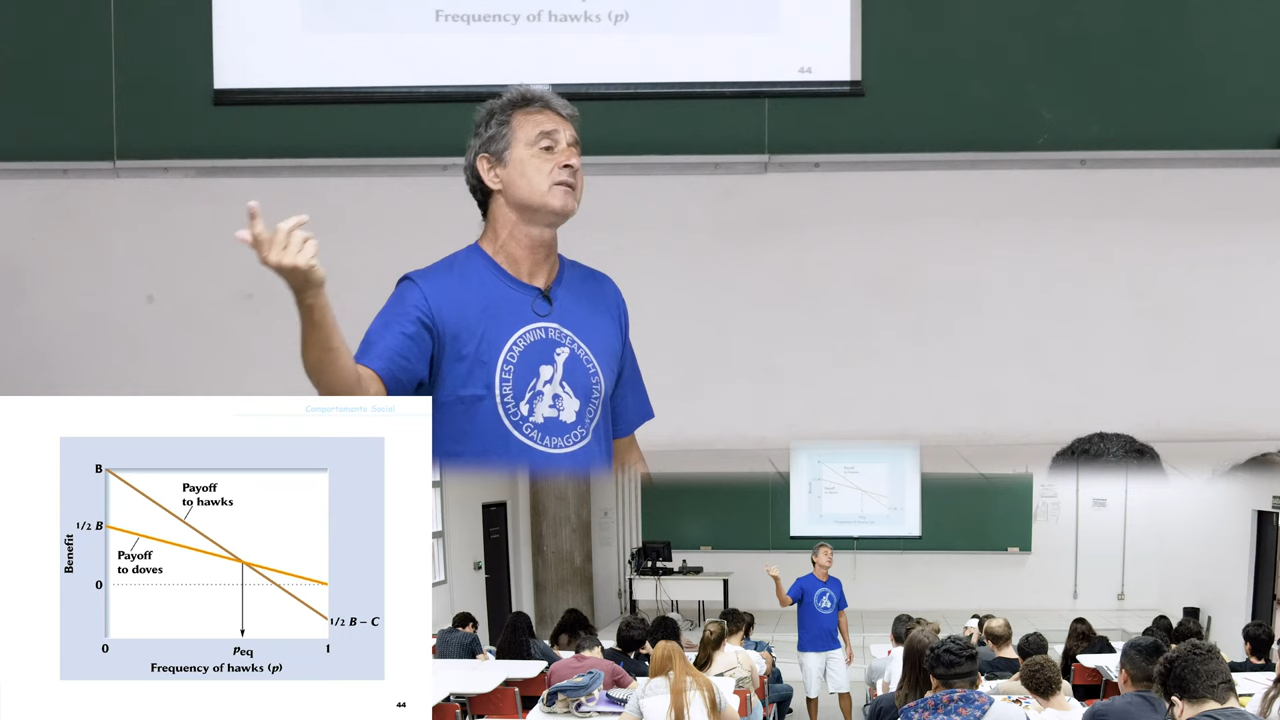 Frequency of hawks (p)
44
CHARLES DARWIN RESEARCH STATION
GALAPAGOS
Comportamento Social
B
Payoff
to hawks
1/2 B
Payoff
to doves
Benefit
0
1/2 B – C
0
peq
1
Frequency of hawks (p)
44